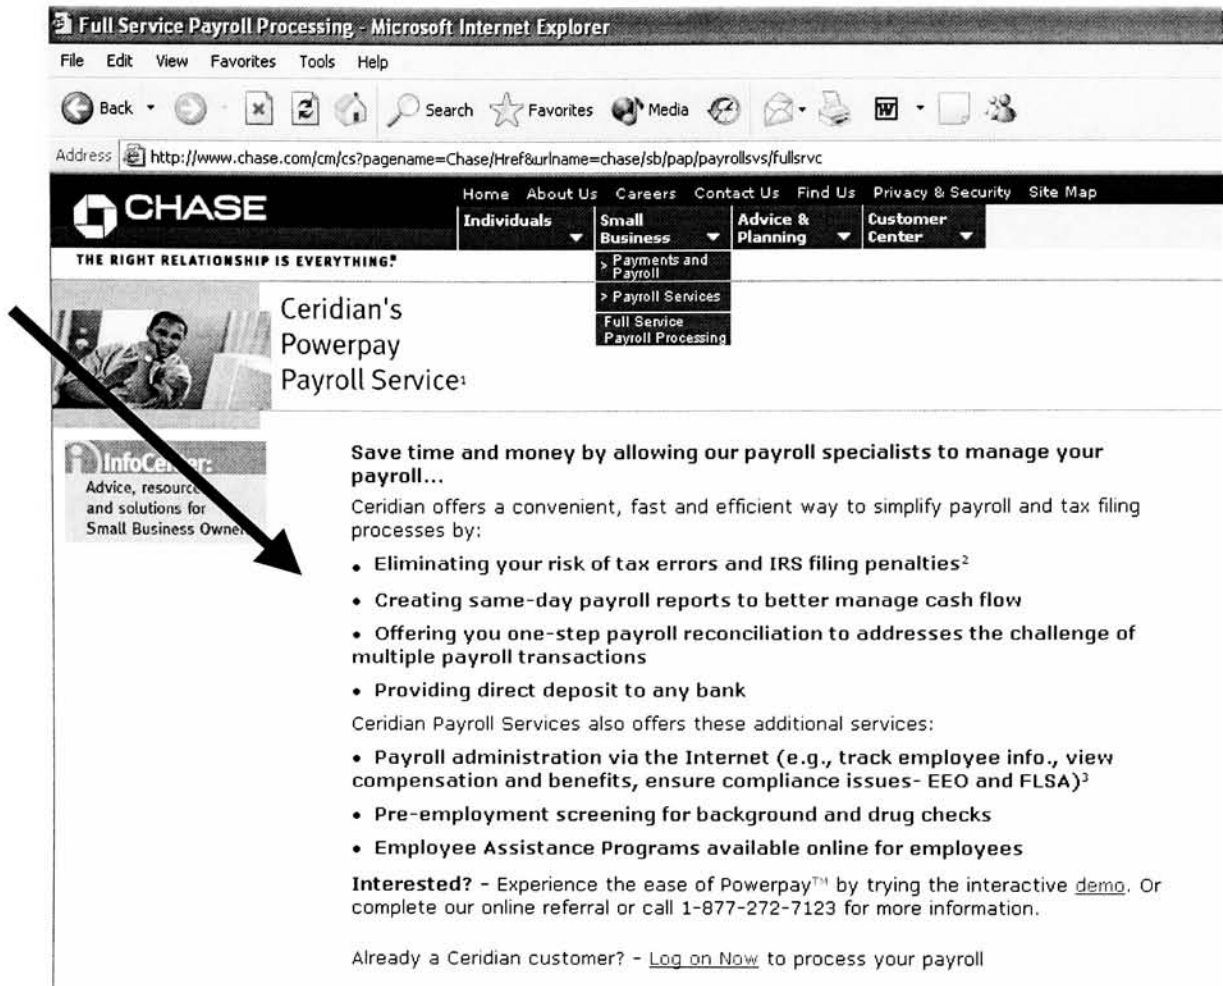 Full Service Payroll Processing - Microsoft Internet Explorer
File Edit View Favorites Tools Help
Back Search Favorites Media W
Address http://www.chase.com/cm/cs?pagename=Chase/Href&urlname=chase/sb/pap/payrollsvs/fullsrvc
Home About Us Careers Contact Us Find Us Privacy & Security Site Map
CHASE
Individuals Small Business Advice & Planning Customer Center
THE RIGHT RELATIONSHIP IS EVERYTHING.
> Payments and
Payroll
> Payroll Services
Full Service
Payroll Processing
Ceridian's
Powerpay
Payroll Service¹
i InfoCenter:
Advice, resources
and solutions for
Small Business Owners
Save time and money by allowing our payroll specialists to manage your
payroll...
Ceridian offers a convenient, fast and efficient way to simplify payroll and tax filing
processes by:
• Eliminating your risk of tax errors and IRS filing penalties²
• Creating same-day payroll reports to better manage cash flow
• Offering you one-step payroll reconciliation to addresses the challenge of
multiple payroll transactions
• Providing direct deposit to any bank
Ceridian Payroll Services also offers these additional services:
• Payroll administration via the Internet (e.g., track employee info., view
compensation and benefits, ensure compliance issues- EEO and FLSA)³
• Pre-employment screening for background and drug checks
• Employee Assistance Programs available online for employees
Interested? - Experience the ease of Powerpay™ by trying the interactive demo. Or
complete our online referral or call 1-877-272-7123 for more information.
Already a Ceridian customer? - Log on Now to process your payroll